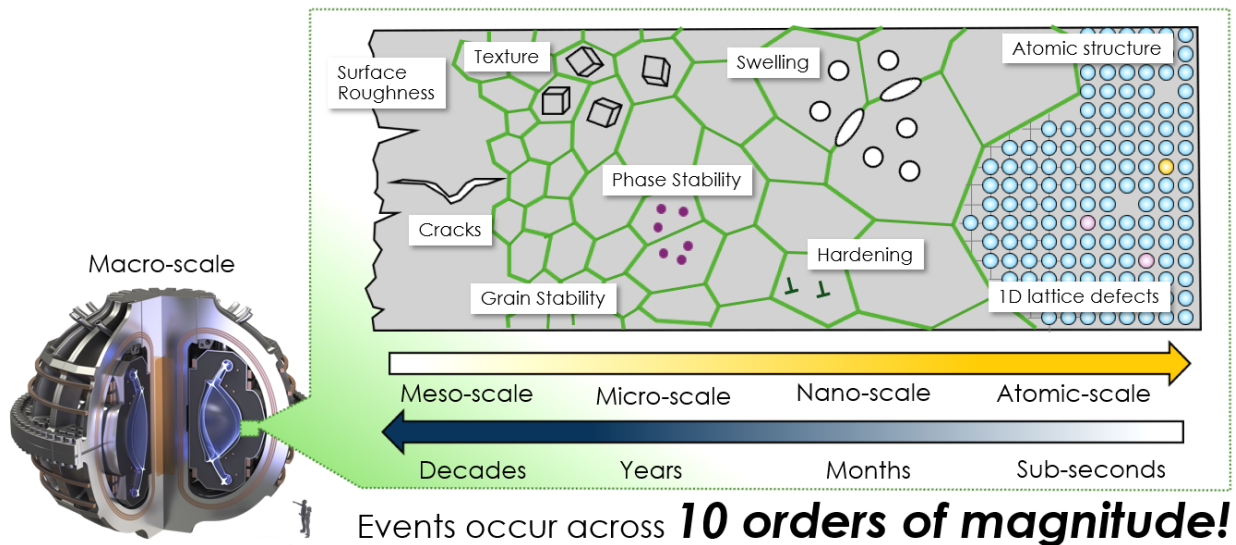 Texture
Surface
Roughness
Swelling
Atomic structure
Phase Stability
Cracks
Hardening
Grain Stability
1D lattice defects
Macro-scale
Meso-scale
Micro-scale
Nano-scale
Atomic-scale
Decades
Years
Months
Sub-seconds
Events occur across 10 orders of magnitude!